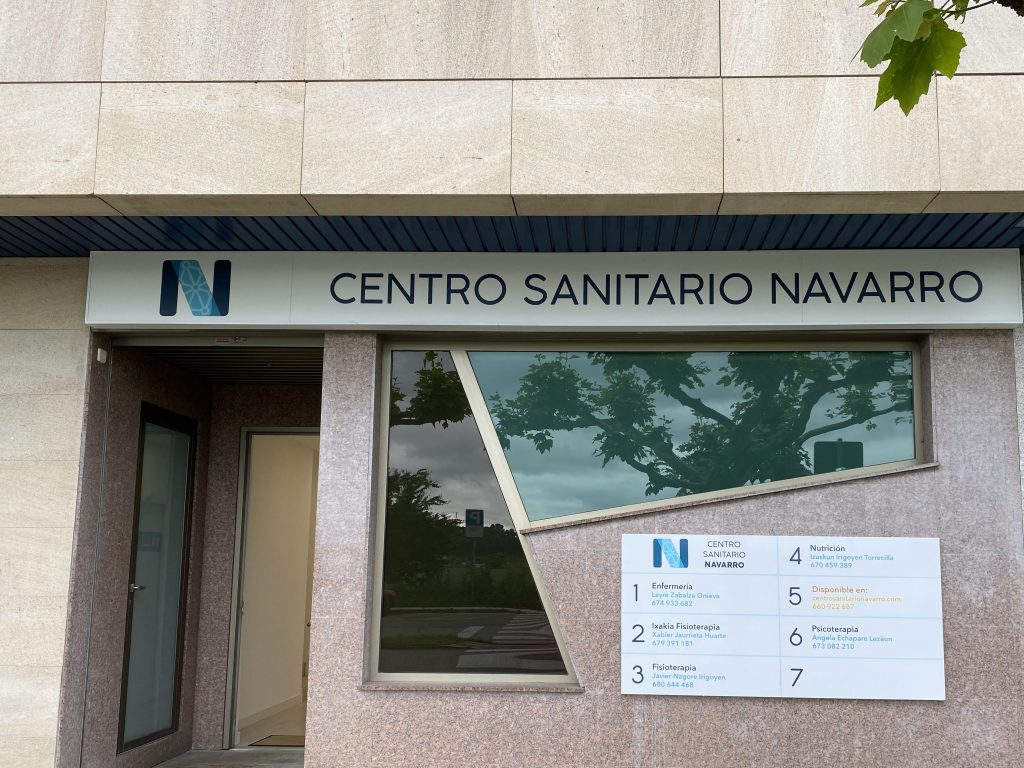 N CENTRO SANITARIO NAVARRO
P
N CENTRO
SANITARIO
NAVARRO
1 Enfermeria
Leyre Zabalza Onieva
674 933 682
2 Ixakia Fisioterapia
Xabier Jaurrieta Huarte
679 391 181
3 Fisioterapia
Javier Nagore Irigoyen
680 644 468
4 Nutrición
Izaskun Irigoyen Torrecilla
670 459 389
5 Disponible en:
centrosanitarionavarro.com
660 922 687
6 Psicoterapia
Ángela Echapare Lezáun
673 082 210
7